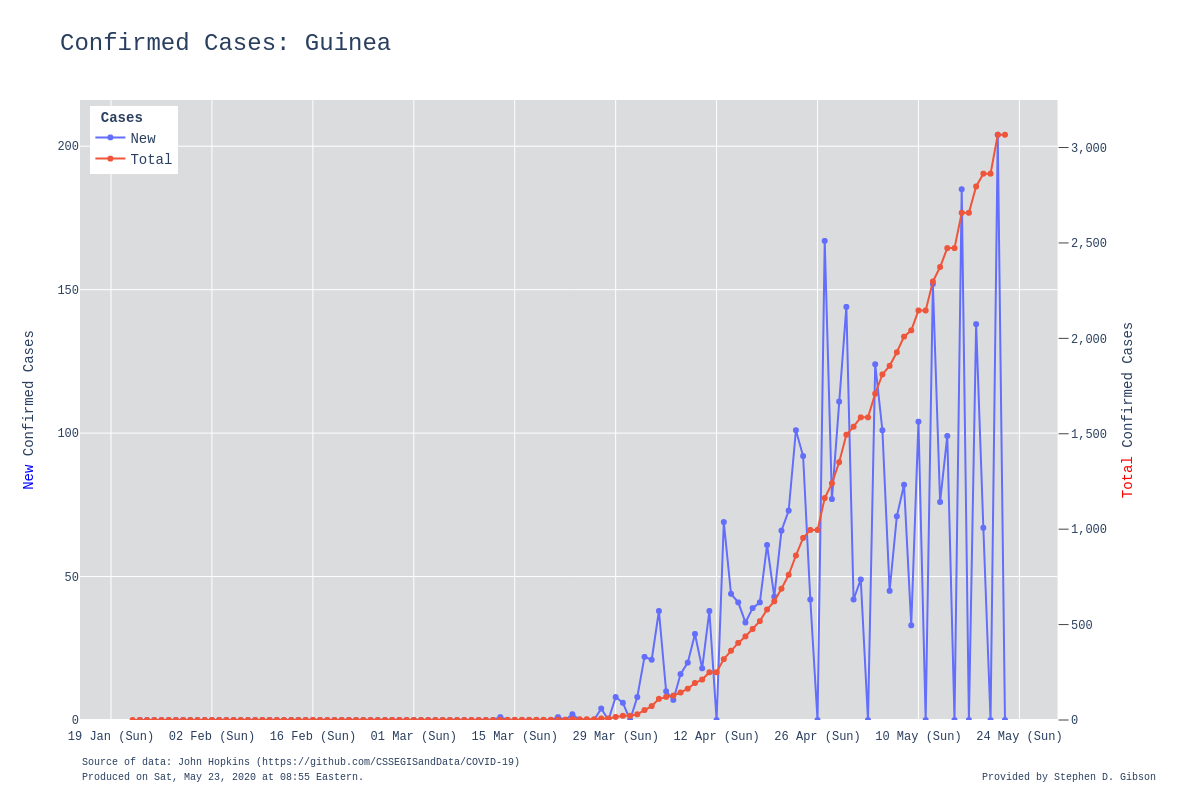 Confirmed Cases: Guinea
Cases
New
Total
200
150
100
50
0
New Confirmed Cases
3,000
2,500
2,000
1,500
1,000
500
0
Total Confirmed Cases
19 Jan (Sun) 02 Feb (Sun) 16 Feb (Sun) 01 Mar (Sun) 15 Mar (Sun) 29 Mar (Sun) 12 Apr (Sun) 26 Apr (Sun) 10 May (Sun) 24 May (Sun)
Source of data: John Hopkins (https://github.com/CSSEGISandData/COVID-19)
Produced on Sat, May 23, 2020 at 08:55 Eastern.
Provided by Stephen D. Gibson